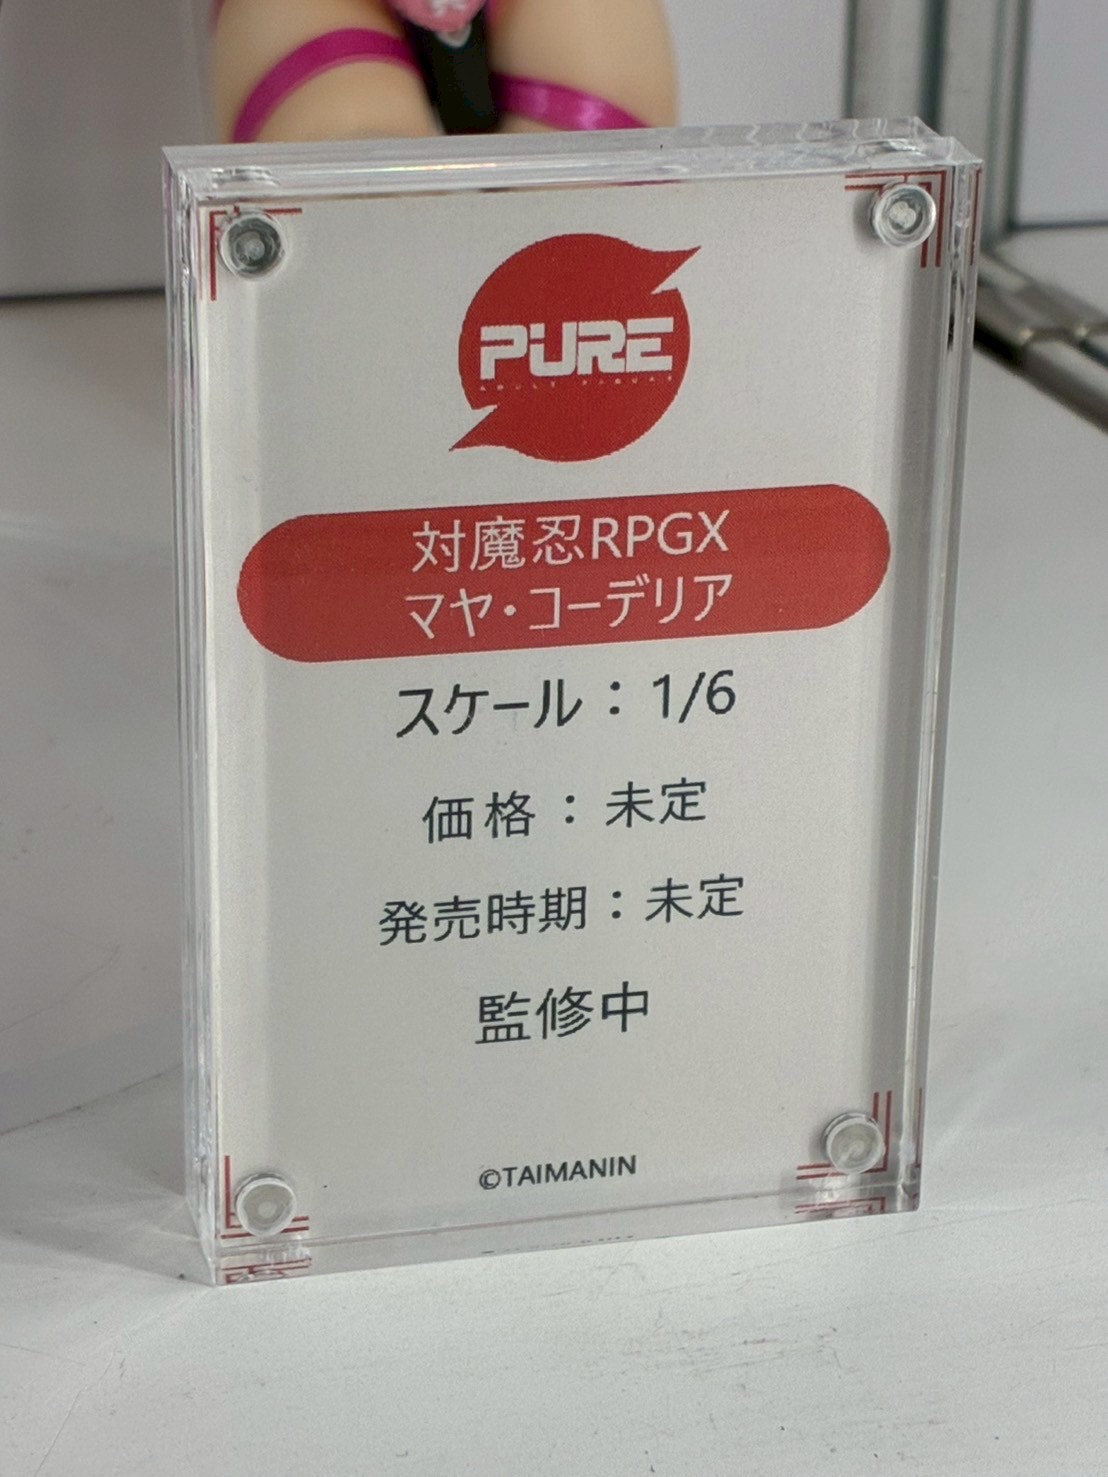 PURE
対魔忍RPGX
マヤ・コーデリア
スケール：1/6
価格：未定
発売時期：未定
監修中
©TAIMANIN